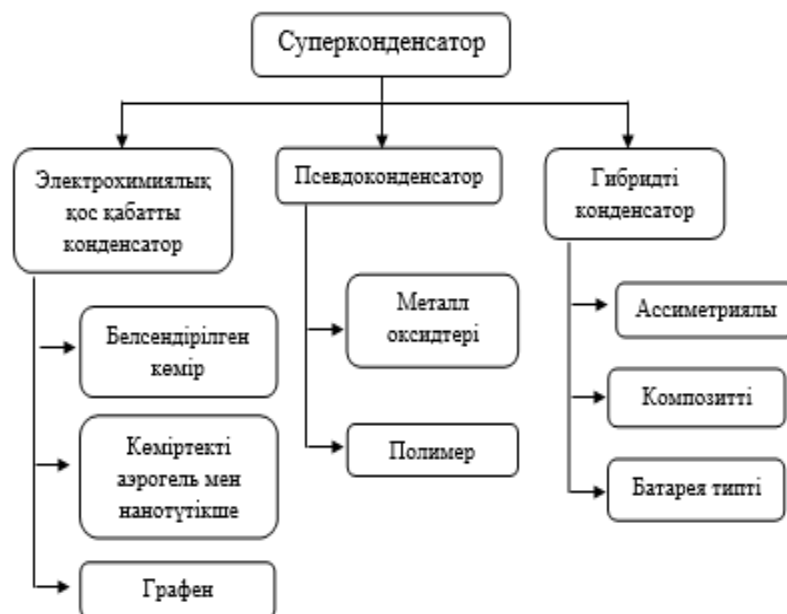 Суперконденсатор
Электрохимиялық
қос қабатты
конденсатор
Псевдоконденсатор
Гибридті
конденсатор
Белсендірілген
көмір
Көміртекті
аэрогель мен
нанотүтікше
Графен
Металл
оксидтері
Полимер
Ассиметриялы
Композитті
Батарея типті